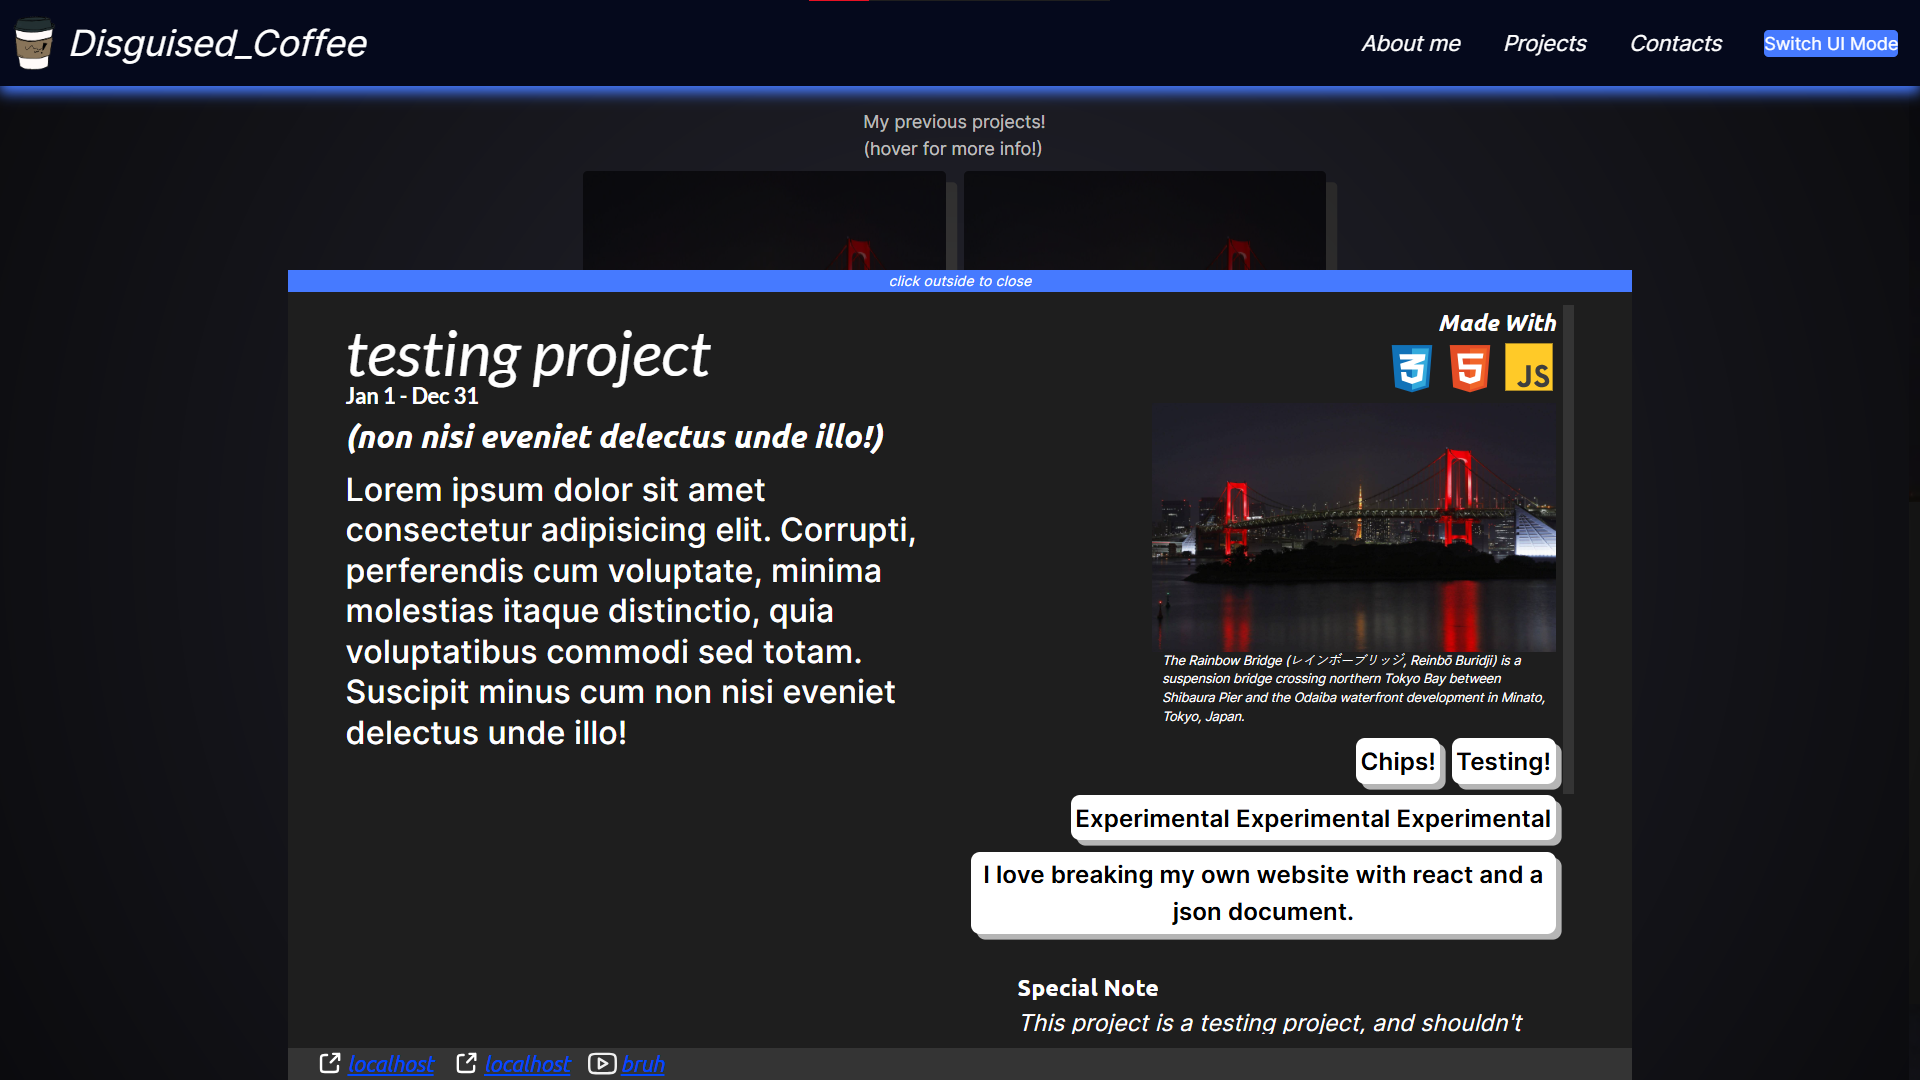 Disguised_Coffee
About me
Projects
Contacts
Switch UI Mode
My previous projects!
(hover for more info!)
click outside to close
testing project
Jan 1 - Dec 31
(non nisi eveniet delectus unde illo!)
Lorem ipsum dolor sit amet
consectetur adipisicing elit. Corrupti,
perferendis cum voluptate, minima
molestias itaque distinctio, quia
voluptatibus commodi sed totam.
Suscipit minus cum non nisi eveniet
delectus unde illo!
Made With
3
5
JS
The Rainbow Bridge (レインボーブリッジ, Reinbō Buridji) is a
suspension bridge crossing northern Tokyo Bay between
Shibaura Pier and the Odaiba waterfront development in Minato,
Tokyo, Japan.
Chips!
Testing!
Experimental Experimental Experimental
I love breaking my own website with react and a
json document.
Special Note
This project is a testing project, and shouldn't
localhost
localhost
bruh